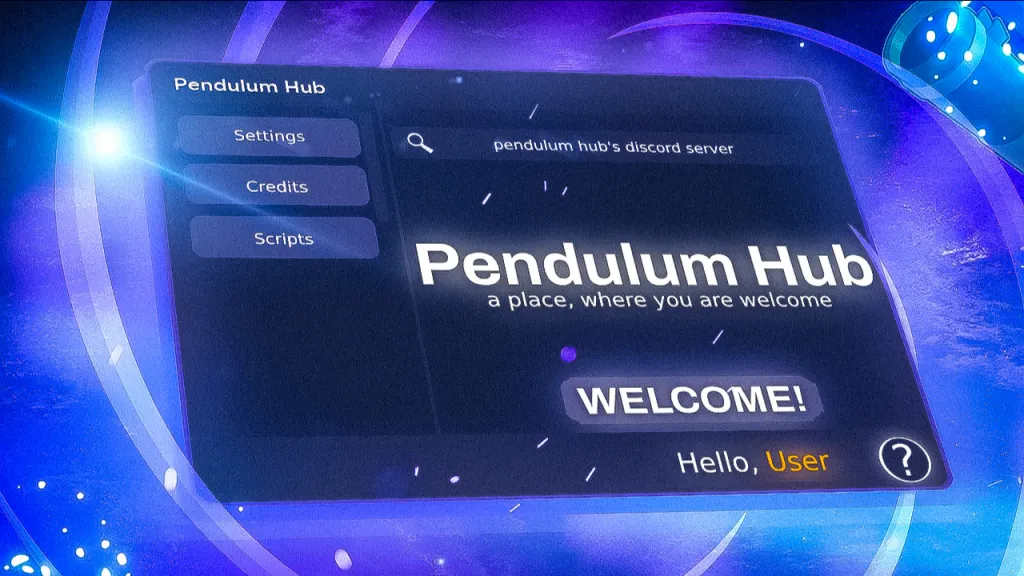 Pendulum Hub
Settings
Credits
Scripts
pendulum hub's discord server
Pendulum Hub
a place, where you are welcome
WELCOME!
Hello, User
?